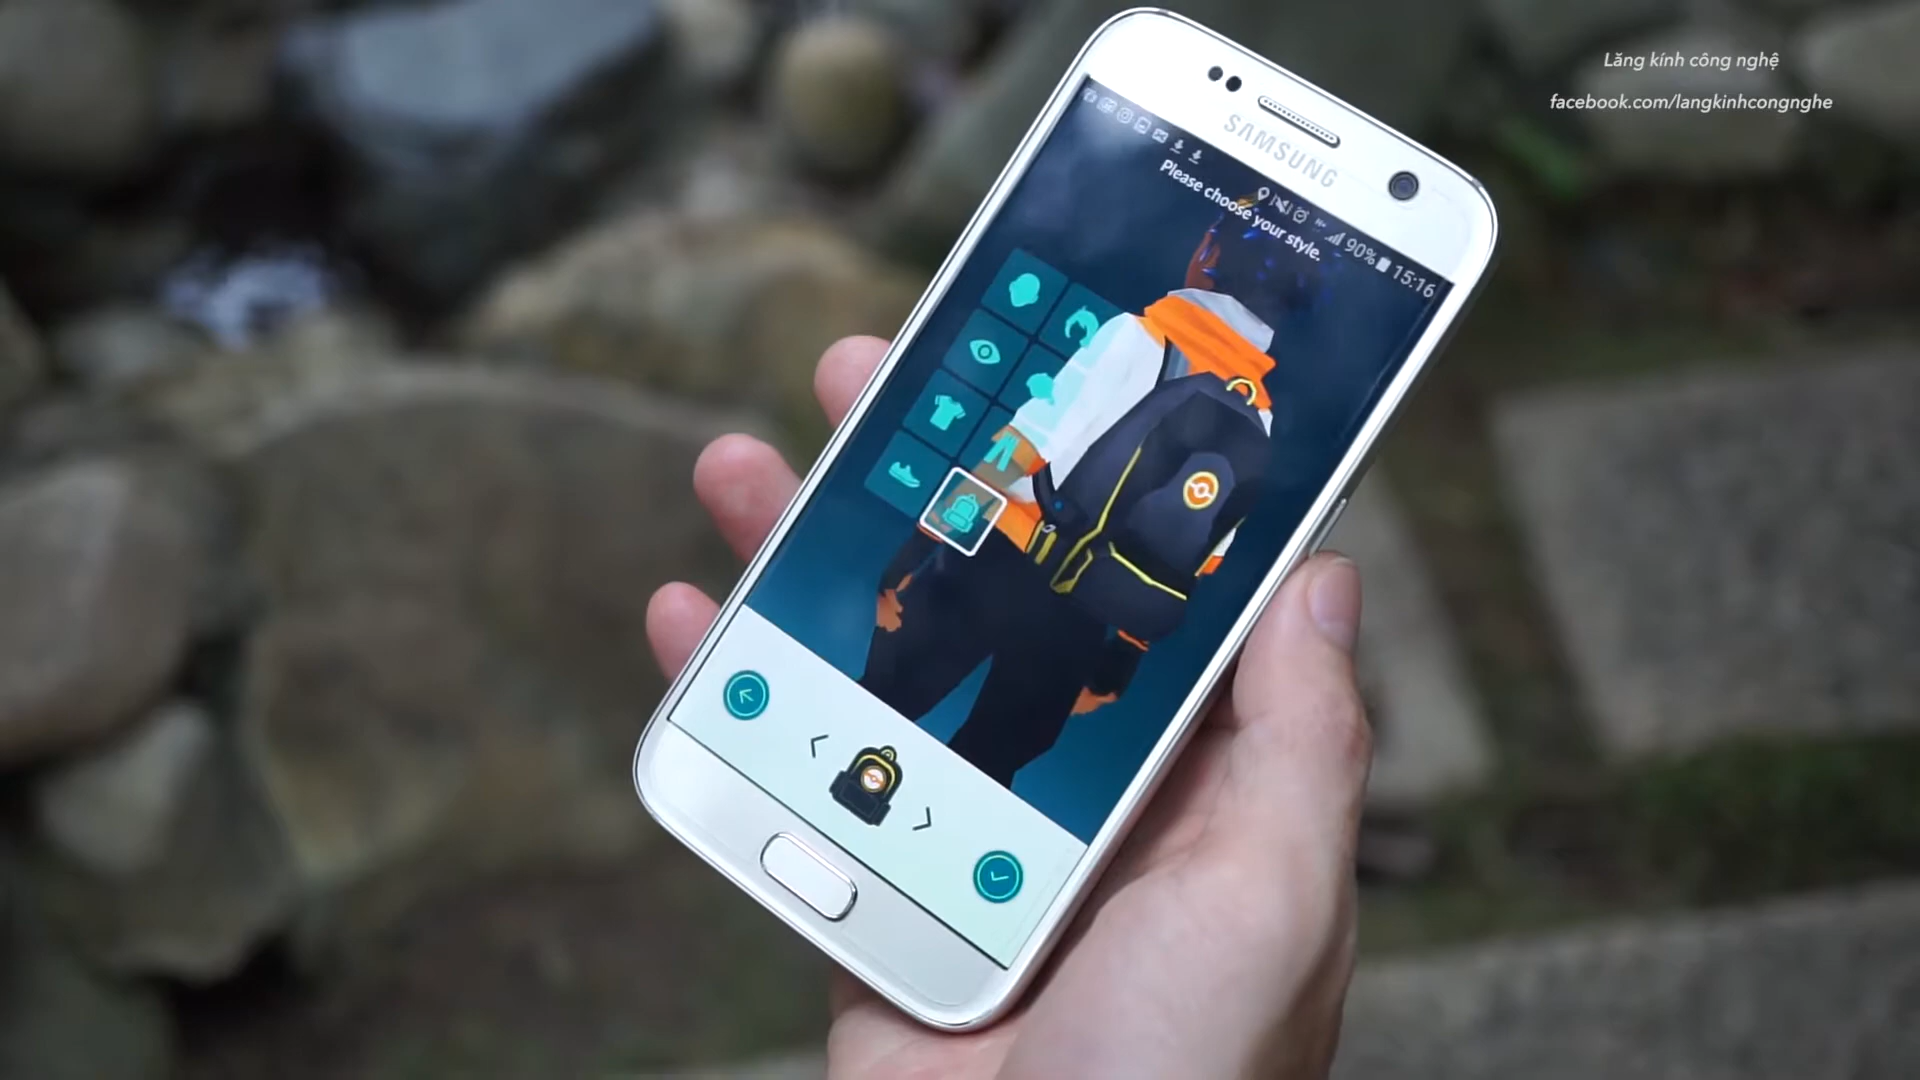 Lăng kính công nghệ
facebook.com/langkinhcongnghe
SAMSUNG
90% 15:16
Please choose your style.